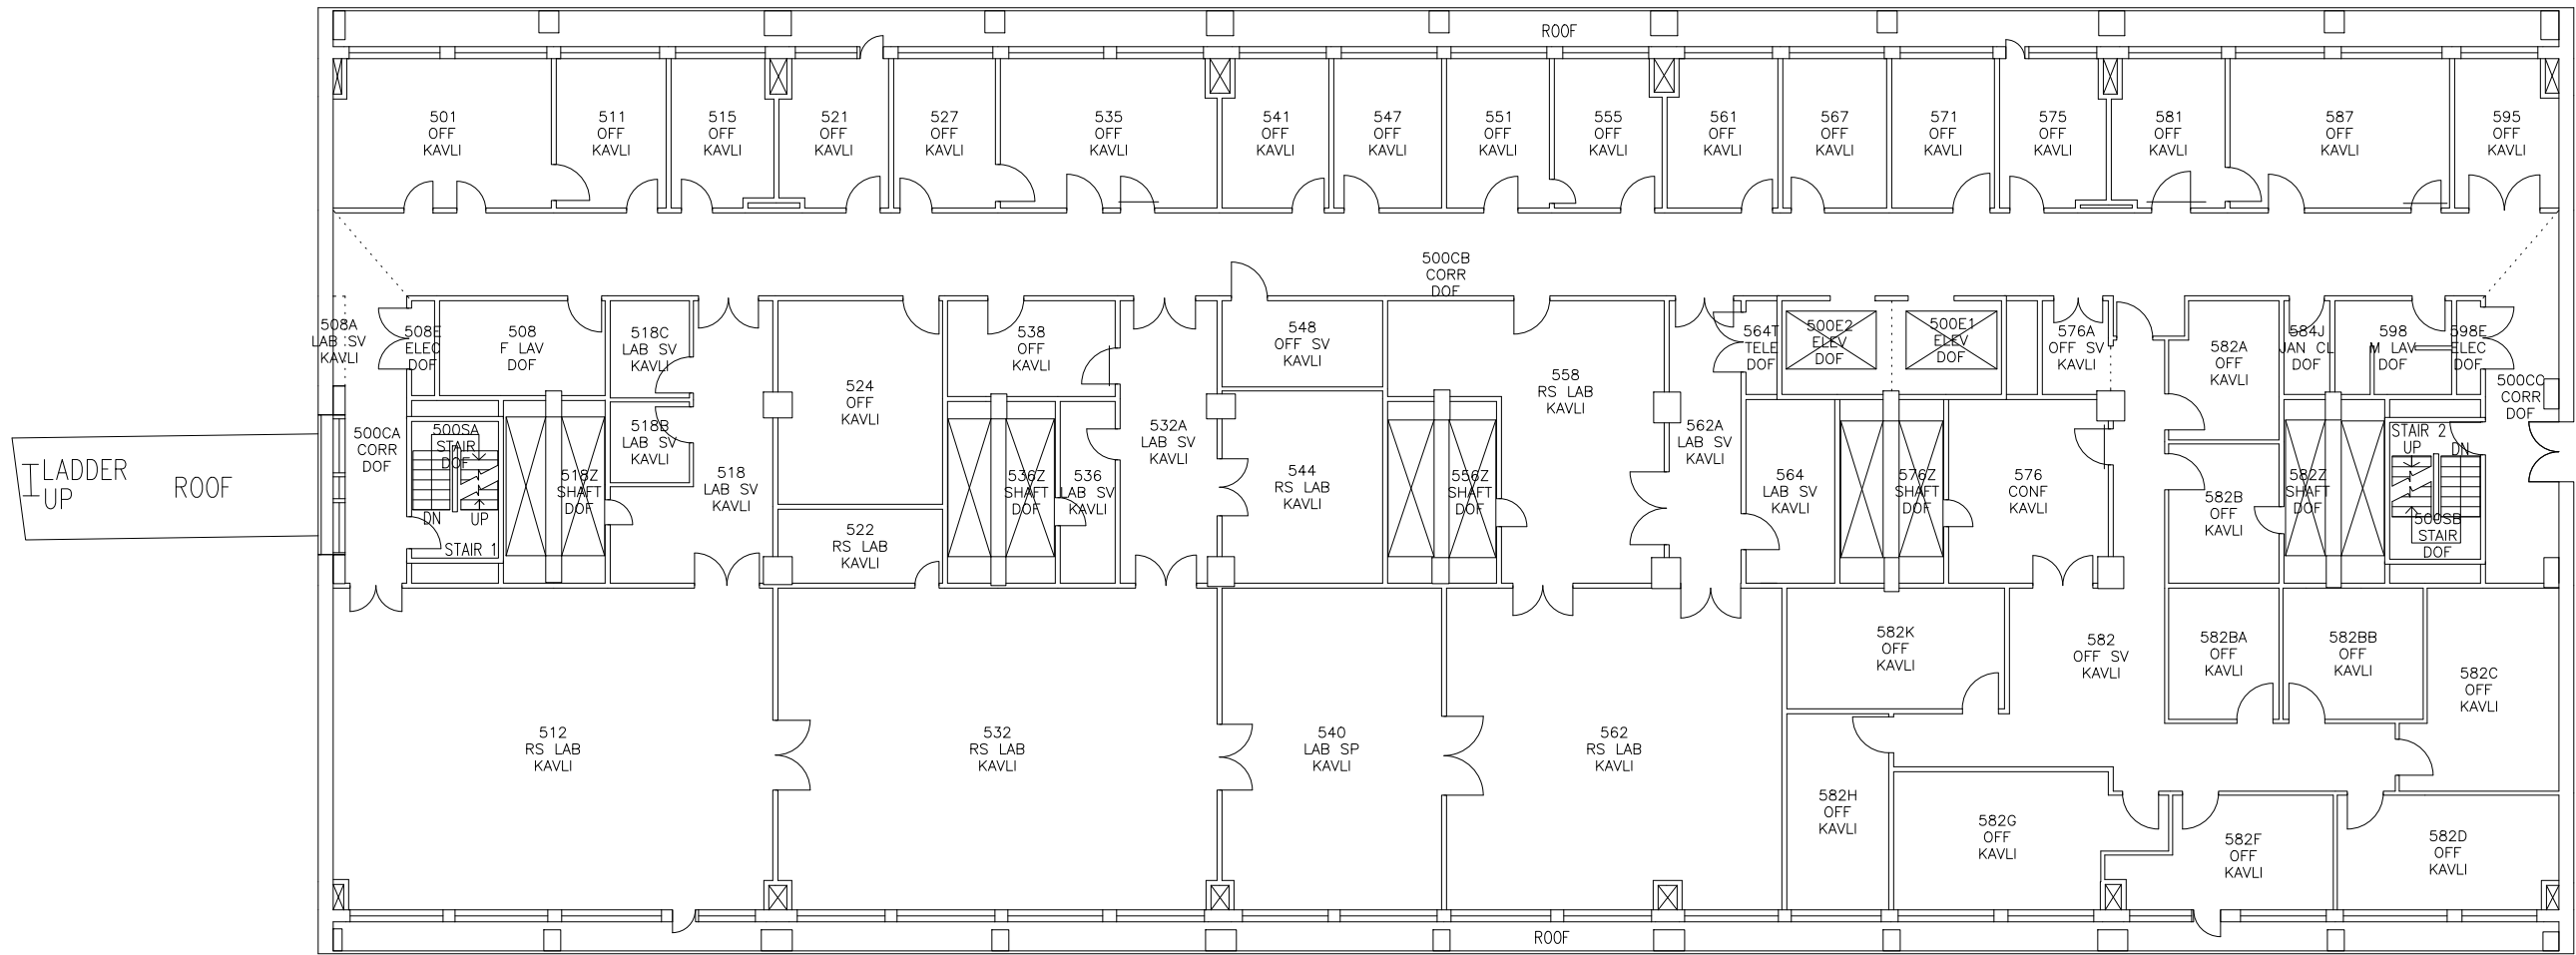 ROOF
501
OFF
KAVLI
511
OFF
KAVLI
515
OFF
KAVLI
521
OFF
KAVLI
527
OFF
KAVLI
535
OFF
KAVLI
541
OFF
KAVLI
547
OFF
KAVLI
551
OFF
KAVLI
555
OFF
KAVLI
561
OFF
KAVLI
567
OFF
KAVLI
571
OFF
KAVLI
575
OFF
KAVLI
581
OFF
KAVLI
587
OFF
KAVLI
595
OFF
KAVLI
500CB
CORR
DOF
508A
LAB SV
KAVLI
508E
ELEC
DOF
508
F LAV
DOF
518C
LAB SV
KAVLI
538
OFF
KAVLI
548
OFF SV
KAVLI
558
RS LAB
KAVLI
564T
TELE
DOF
500E2
ELEV
DOF
500E1
ELEV
DOF
576A
OFF SV
KAVLI
582A
OFF
KAVLI
584J
JAN CL
DOF
598
M LAV
DOF
598E
ELEC
DOF
500CC
CORR
DOF
524
OFF
KAVLI
500CA
CORR
DOF
500SA
STAIR
DOF
518B
LAB SV
KAVLI
532A
LAB SV
KAVLI
562A
LAB SV
KAVLI
STAIR 2
UP
DN
LADDER
UP
ROOF
518Z
SHAFT
DOF
518
LAB SV
KAVLI
536Z
SHAFT
DOF
536
LAB SV
KAVLI
544
RS LAB
KAVLI
556Z
SHAFT
DOF
564
LAB SV
KAVLI
576Z
SHAFT
DOF
576
CONF
KAVLI
582B
OFF
KAVLI
582Z
SHAFT
DOF
500SB
STAIR
DOF
DN
UP
STAIR 1
522
RS LAB
KAVLI
582K
OFF
KAVLI
582
OFF SV
KAVLI
582BA
OFF
KAVLI
582BB
OFF
KAVLI
582C
OFF
KAVLI
512
RS LAB
KAVLI
532
RS LAB
KAVLI
540
LAB SP
KAVLI
562
RS LAB
KAVLI
582H
OFF
KAVLI
582G
OFF
KAVLI
582F
OFF
KAVLI
582D
OFF
KAVLI
ROOF